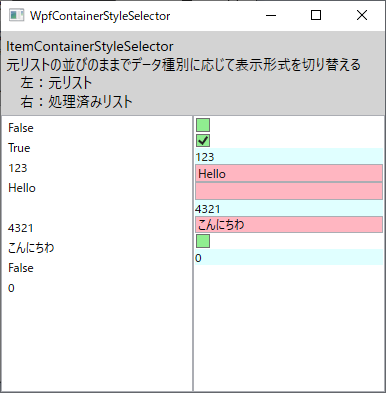 WpfContainerStyleSelector
ItemContainerStyleSelector
元リストの並びのままでデータ種別に応じて表示形式を切り替える
左：元リスト
右：処理済みリスト
False
True
123
Hello
4321
こんにちわ
False
0
123
Hello
4321
こんにちわ
0